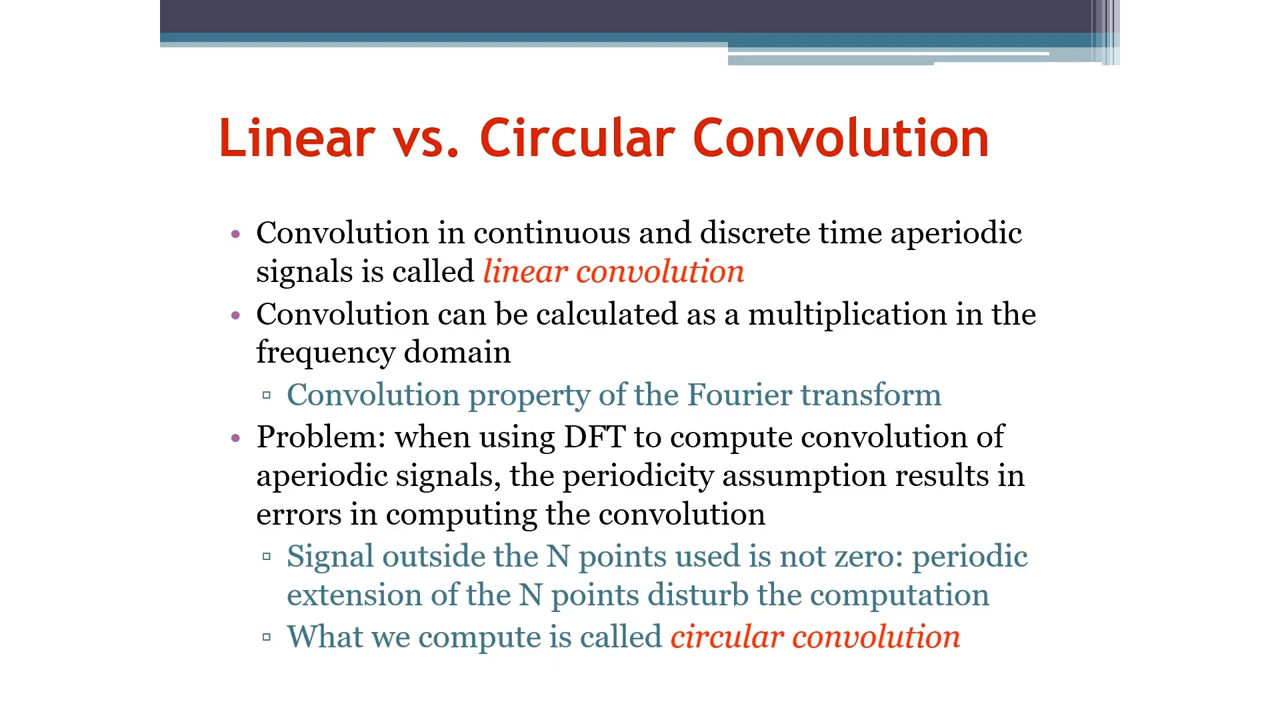 Linear vs. Circular Convolution
• Convolution in continuous and discrete time aperiodic
signals is called linear convolution
• Convolution can be calculated as a multiplication in the
frequency domain
▫ Convolution property of the Fourier transform
• Problem: when using DFT to compute convolution of
aperiodic signals, the periodicity assumption results in
errors in computing the convolution
▫ Signal outside the N points used is not zero: periodic
extension of the N points disturb the computation
▫ What we compute is called circular convolution